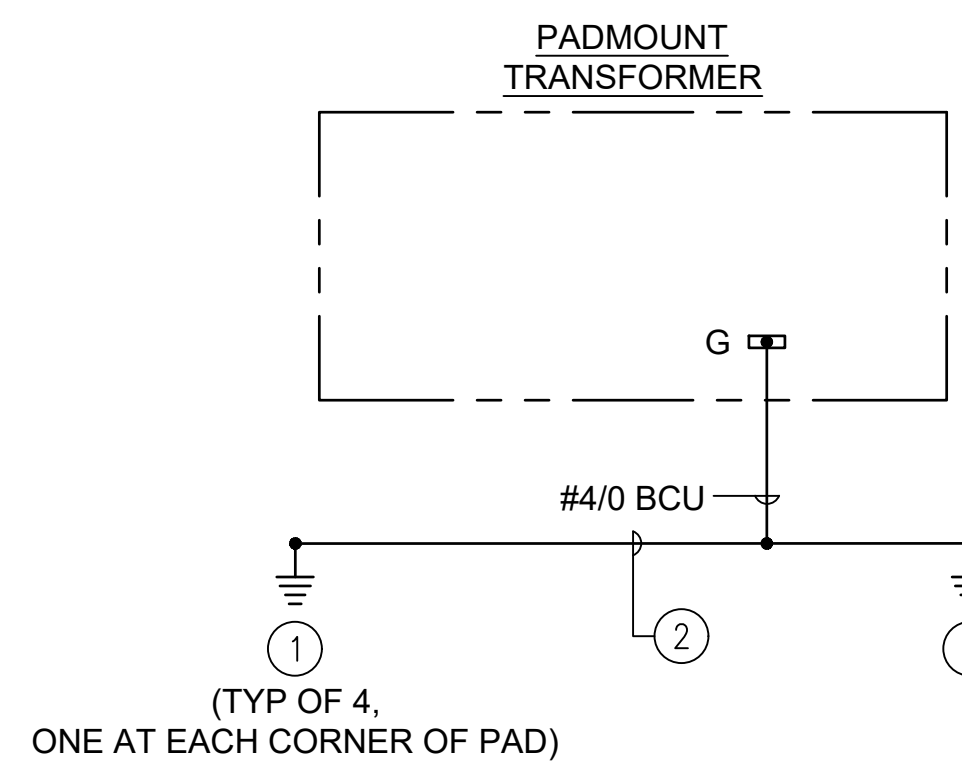 PADMOUNT
TRANSFORMER
G
#4/0 BCU
1
2
(TYP OF 4,
ONE AT EACH CORNER OF PAD)